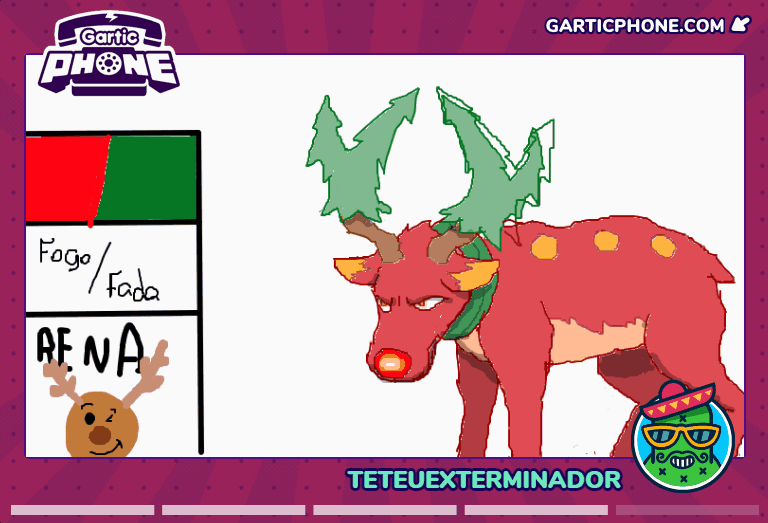 Gartic
PHONE
GARTICPHONE.COM
Fogo/
Fada
RENA
TETEUEXTERMINADOR